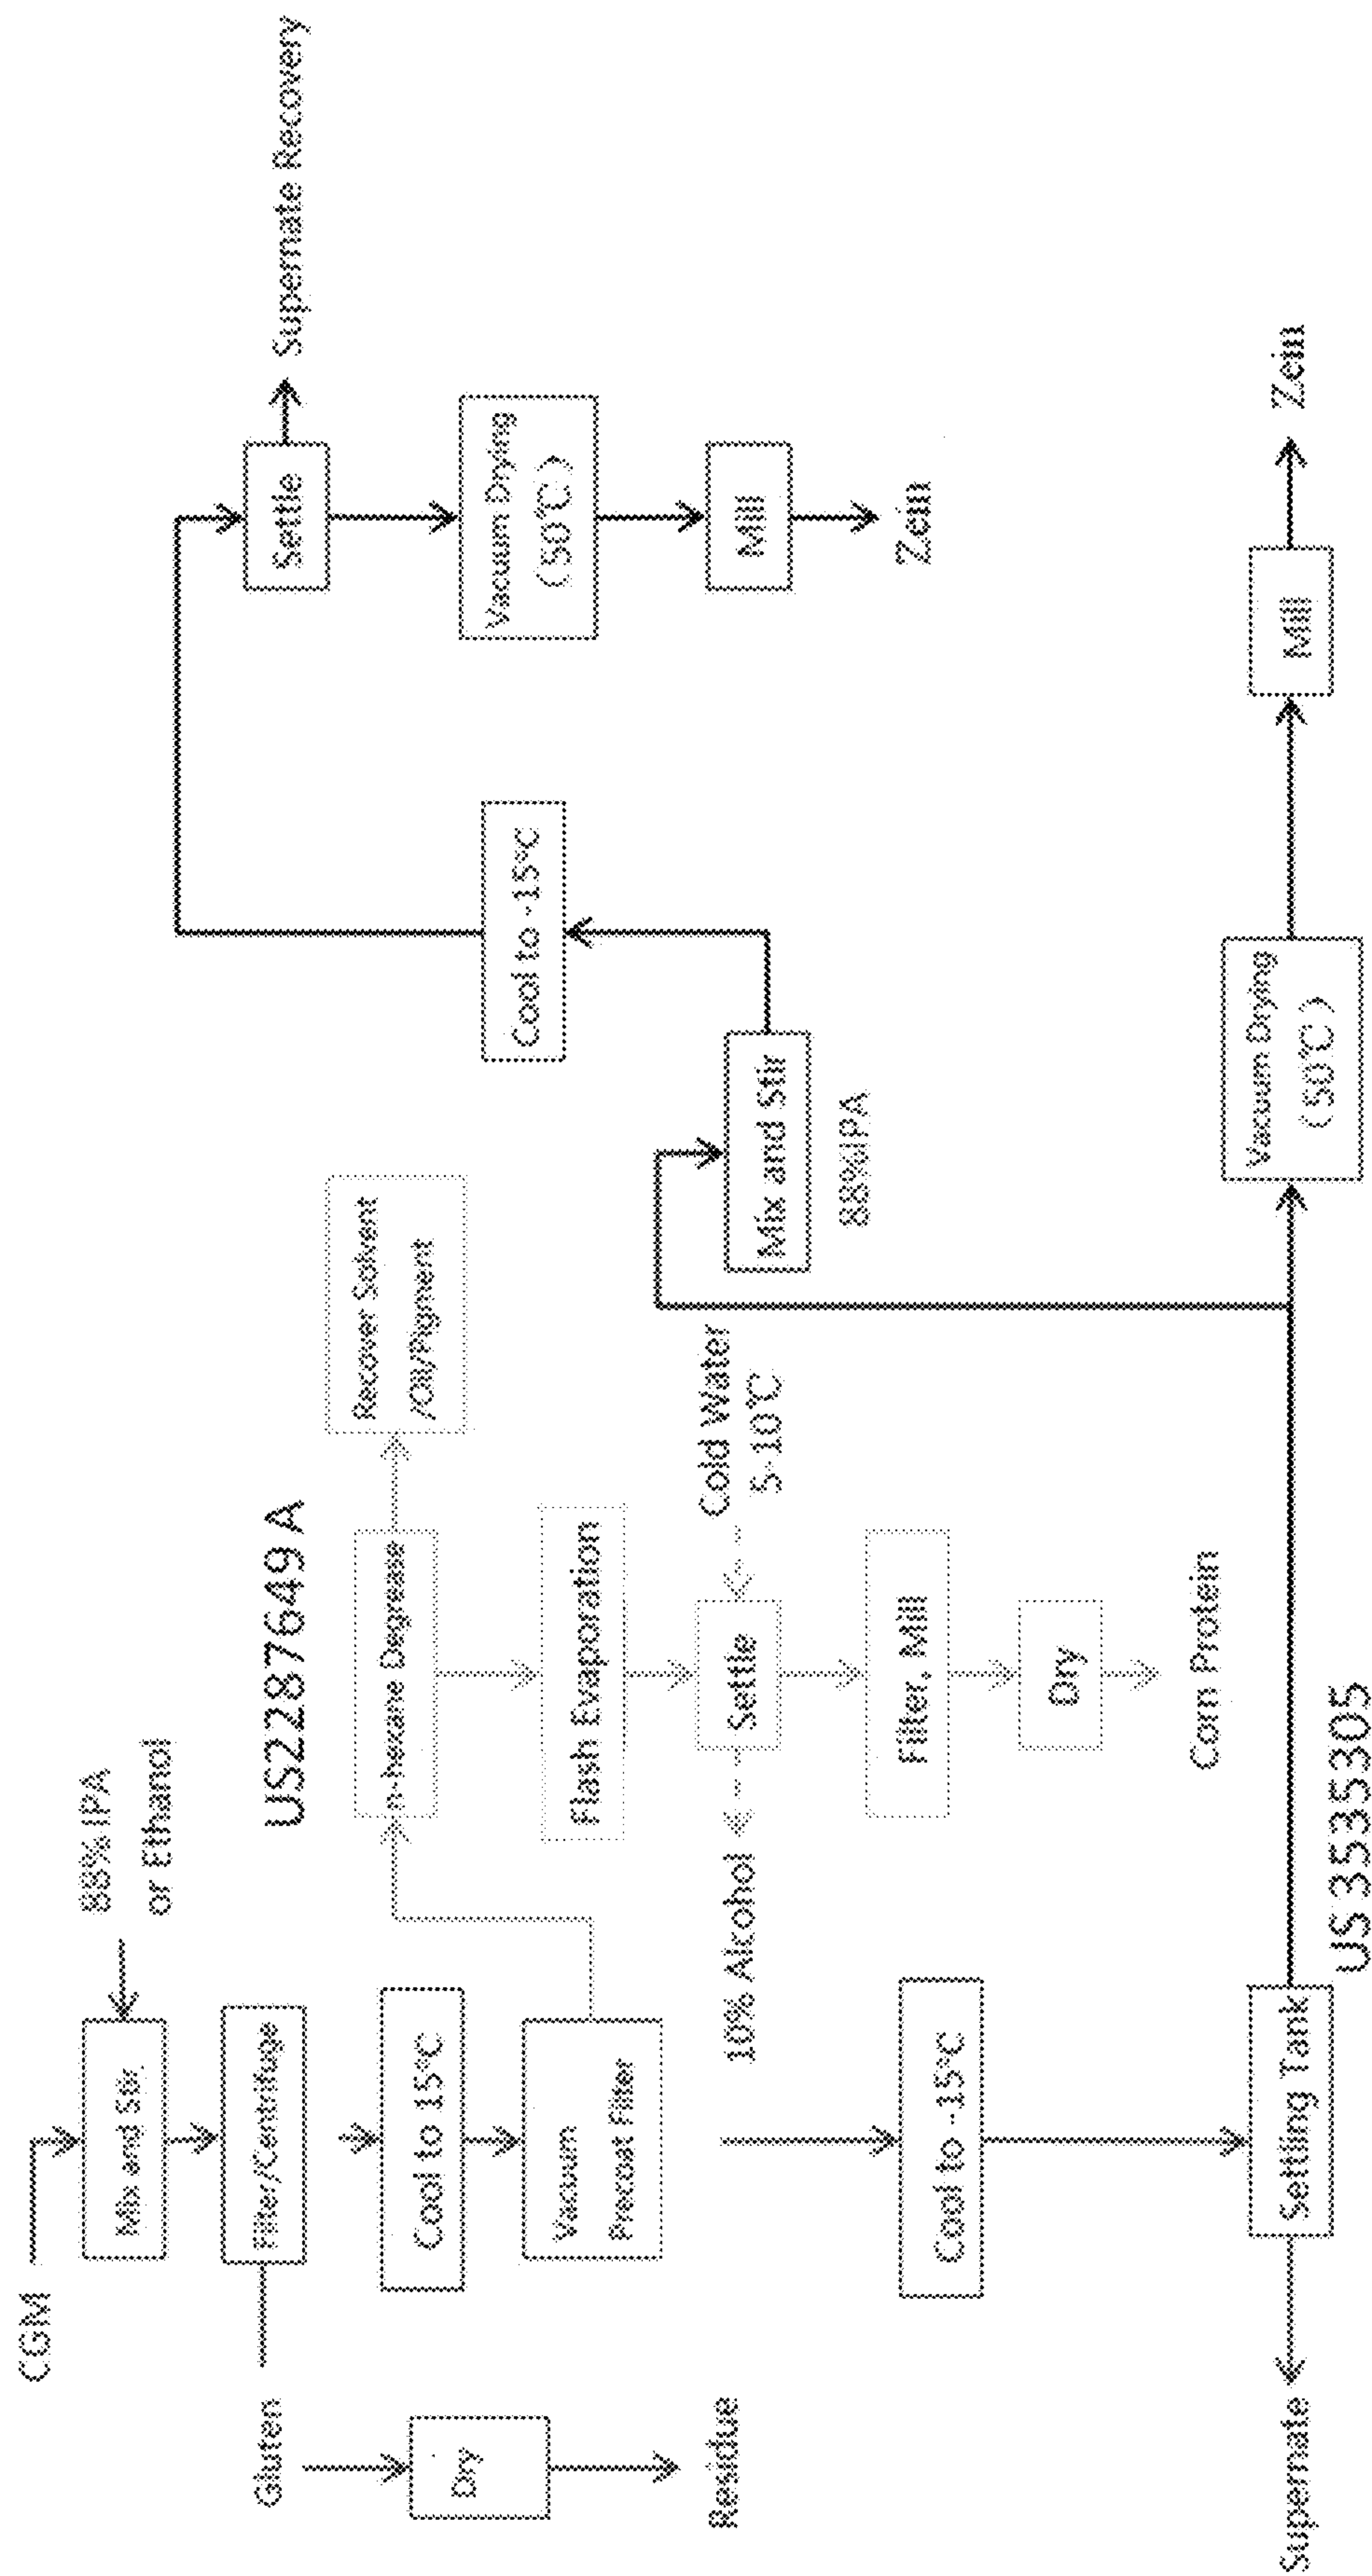 CGM
88% IPA
or Ethanol
Mix and Stir.
Filter/Centrifuge
Gluten
Dry
Residue
Cool to 15°C
Vacuum
Precost Filter
US2287649 A
n-hexane Degrease
Recover Solvent
/Oil/Pigment
Flash Evaporation
10% Alcohol
Settle
Cold Water
5-10℃
Filter, Mill
Dry
Corn Protein
Cool to -15°C
Supernate
Settling Tank
US 3535305
Mix and Stir
88%IPA
Cool to -15°C
Settle
Supernate Recovery
Vacuum Drying
(50℃)
Mill
Zein
Vacuum Drying
(50℃)
Mill
Zein